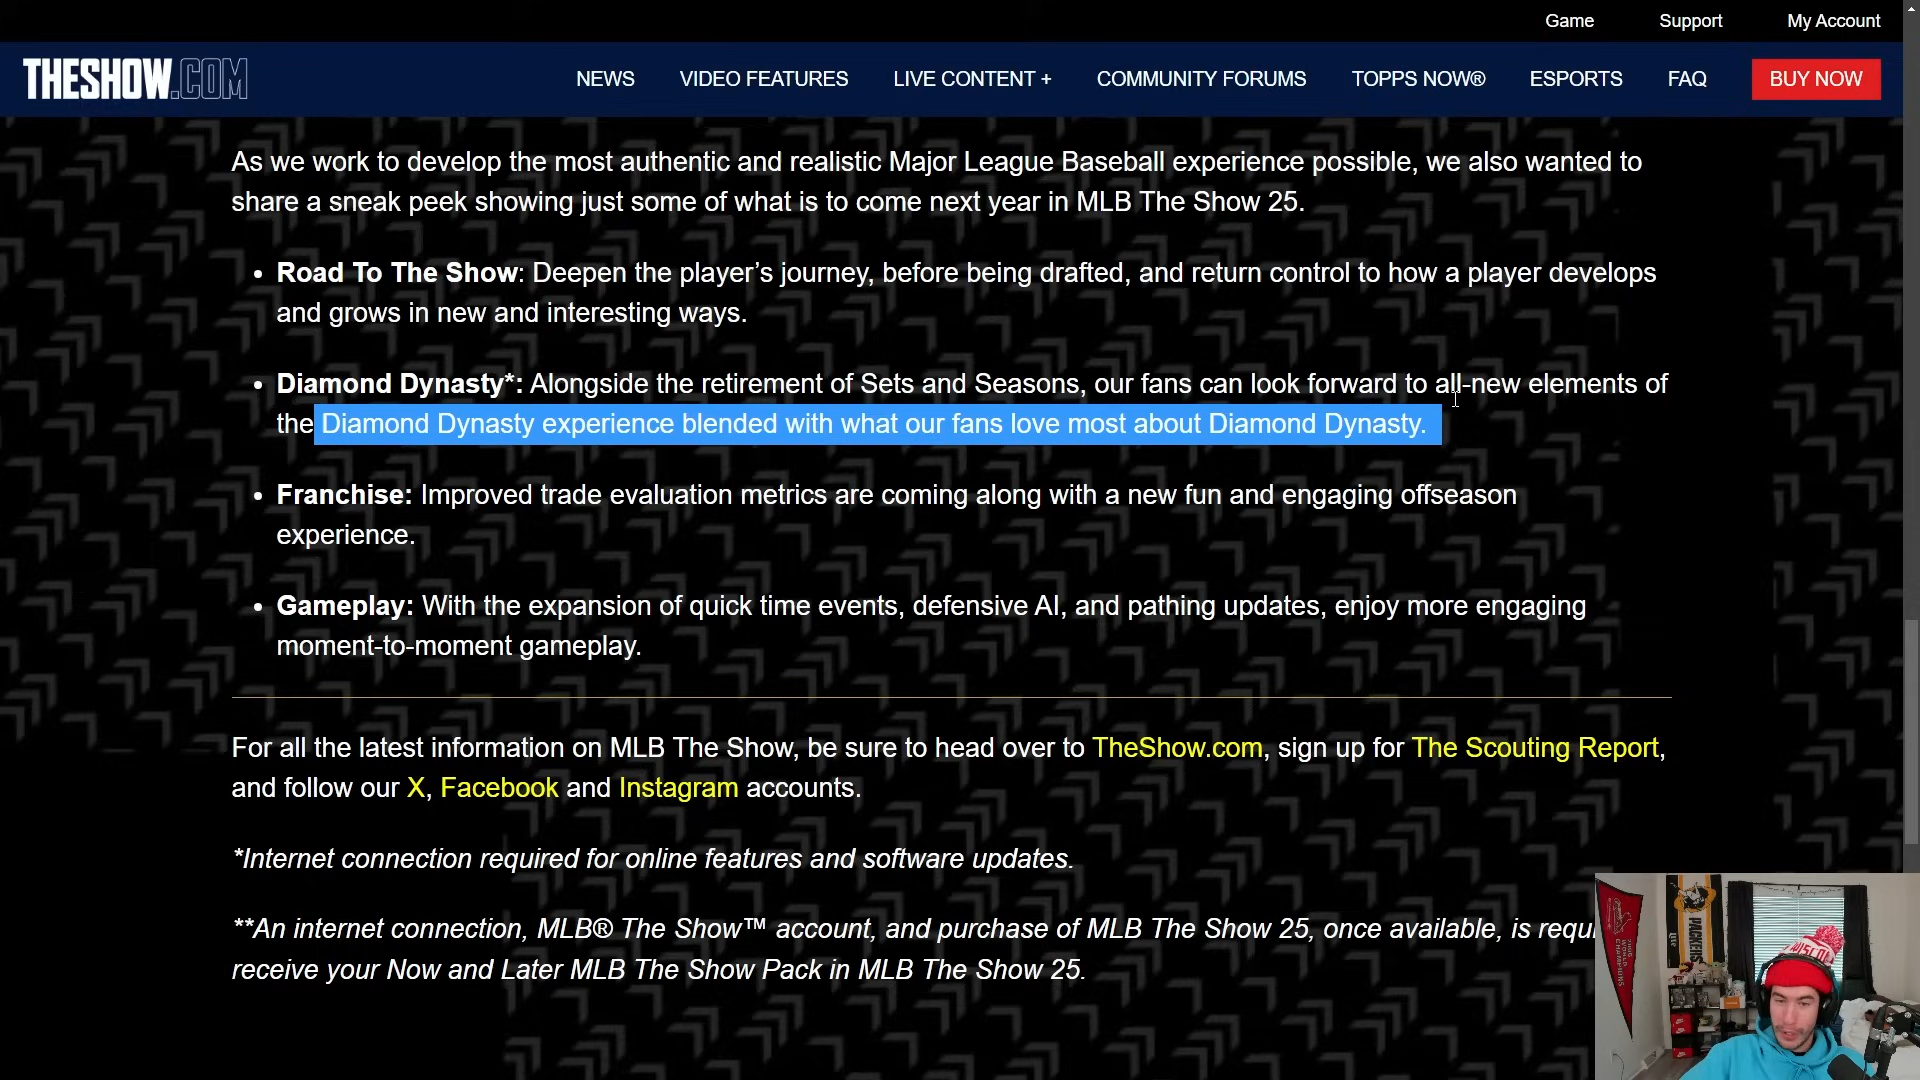 Game Support My Account
THESHOW.COM NEWS VIDEO FEATURES LIVE CONTENT + COMMUNITY FORUMS TOPPS NOW® ESPORTS FAQ BUY NOW
As we work to develop the most authentic and realistic Major League Baseball experience possible, we also wanted to
share a sneak peek showing just some of what is to come next year in MLB The Show 25.
• Road To The Show: Deepen the player’s journey, before being drafted, and return control to how a player develops
and grows in new and interesting ways.
• Diamond Dynasty*: Alongside the retirement of Sets and Seasons, our fans can look forward to all-new elements of
the Diamond Dynasty experience blended with what our fans love most about Diamond Dynasty.
• Franchise: Improved trade evaluation metrics are coming along with a new fun and engaging offseason
experience.
• Gameplay: With the expansion of quick time events, defensive AI, and pathing updates, enjoy more engaging
moment-to-moment gameplay.
For all the latest information on MLB The Show, be sure to head over to TheShow.com, sign up for The Scouting Report,
and follow our X, Facebook and Instagram accounts.
*Internet connection required for online features and software updates.
**An internet connection, MLB® The Show™ account, and purchase of MLB The Show 25, once available, is requi
receive your Now and Later MLB The Show Pack in MLB The Show 25.
PACKERS